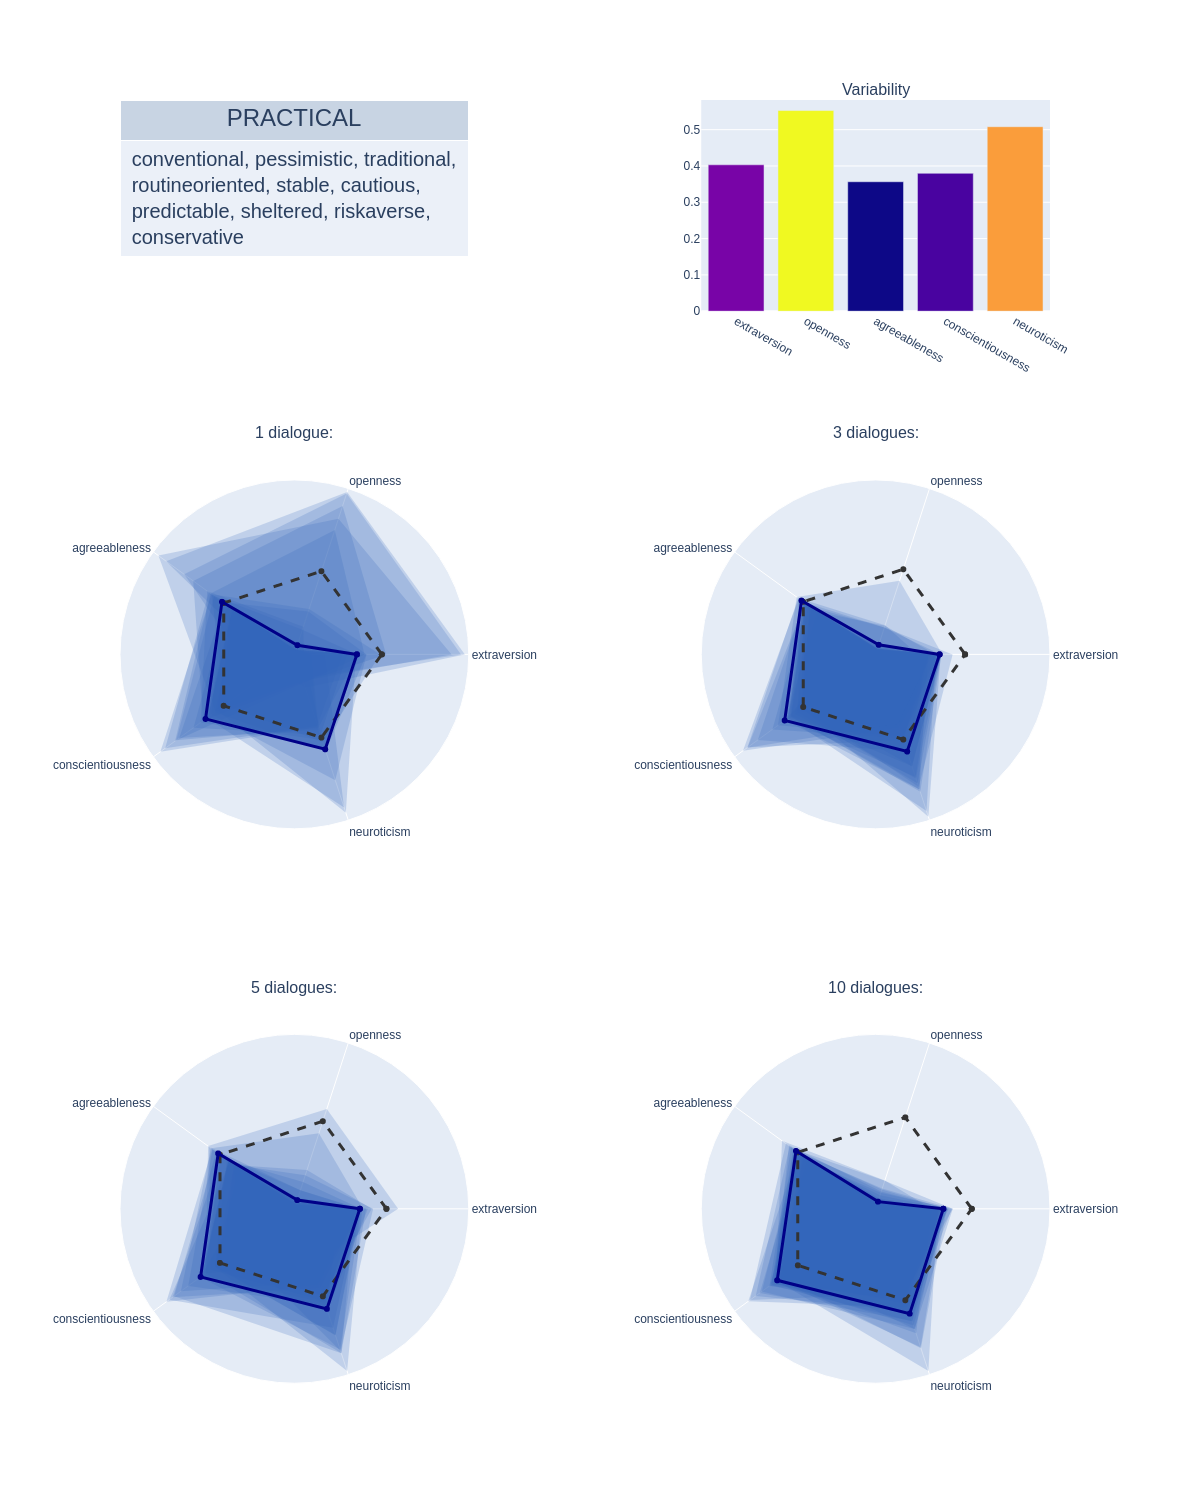 PRACTICAL
conventional, pessimistic, traditional,
routineoriented, stable, cautious,
predictable, sheltered, riskaverse,
conservative
Variability
0.5
0.4
0.3
0.2
0.1
0
extraversion
openness
agreeableness
conscientiousness
neuroticism
1 dialogue:
openness
agreeableness
extraversion
conscientiousness
neuroticism
3 dialogues:
openness
agreeableness
extraversion
conscientiousness
neuroticism
5 dialogues:
openness
agreeableness
extraversion
conscientiousness
neuroticism
10 dialogues:
openness
agreeableness
extraversion
conscientiousness
neuroticism